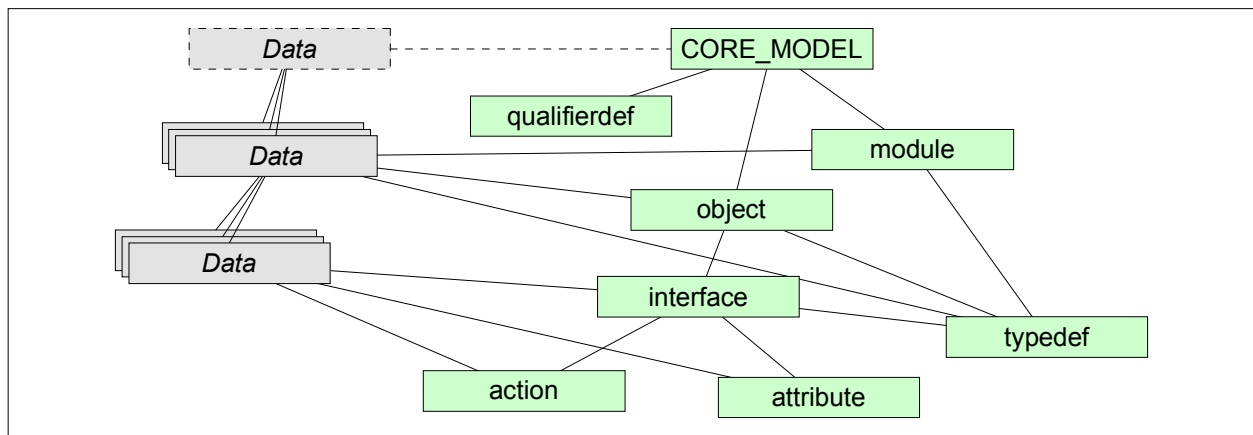 Data
CORE_MODEL
qualifierdef
Data
module
object
Data
interface
typedef
action
attribute